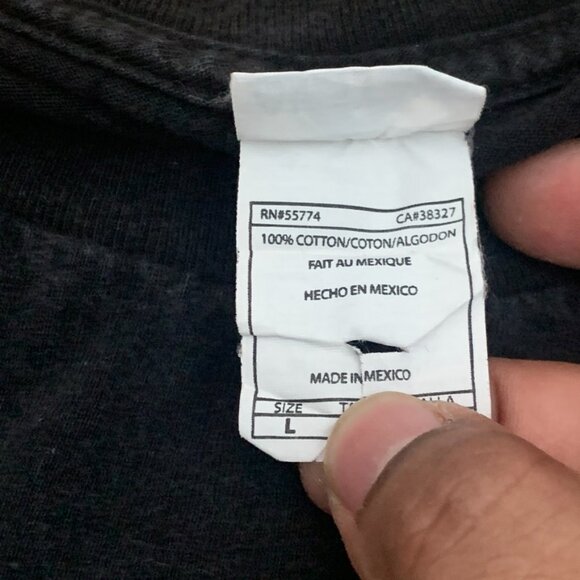 RN#55774 CA#38327
100% COTTON/COTON/ALGODON
FAIT AU MEXIQUE
HECHO EN MEXICO
MADE IN MEXICO
SIZE
L